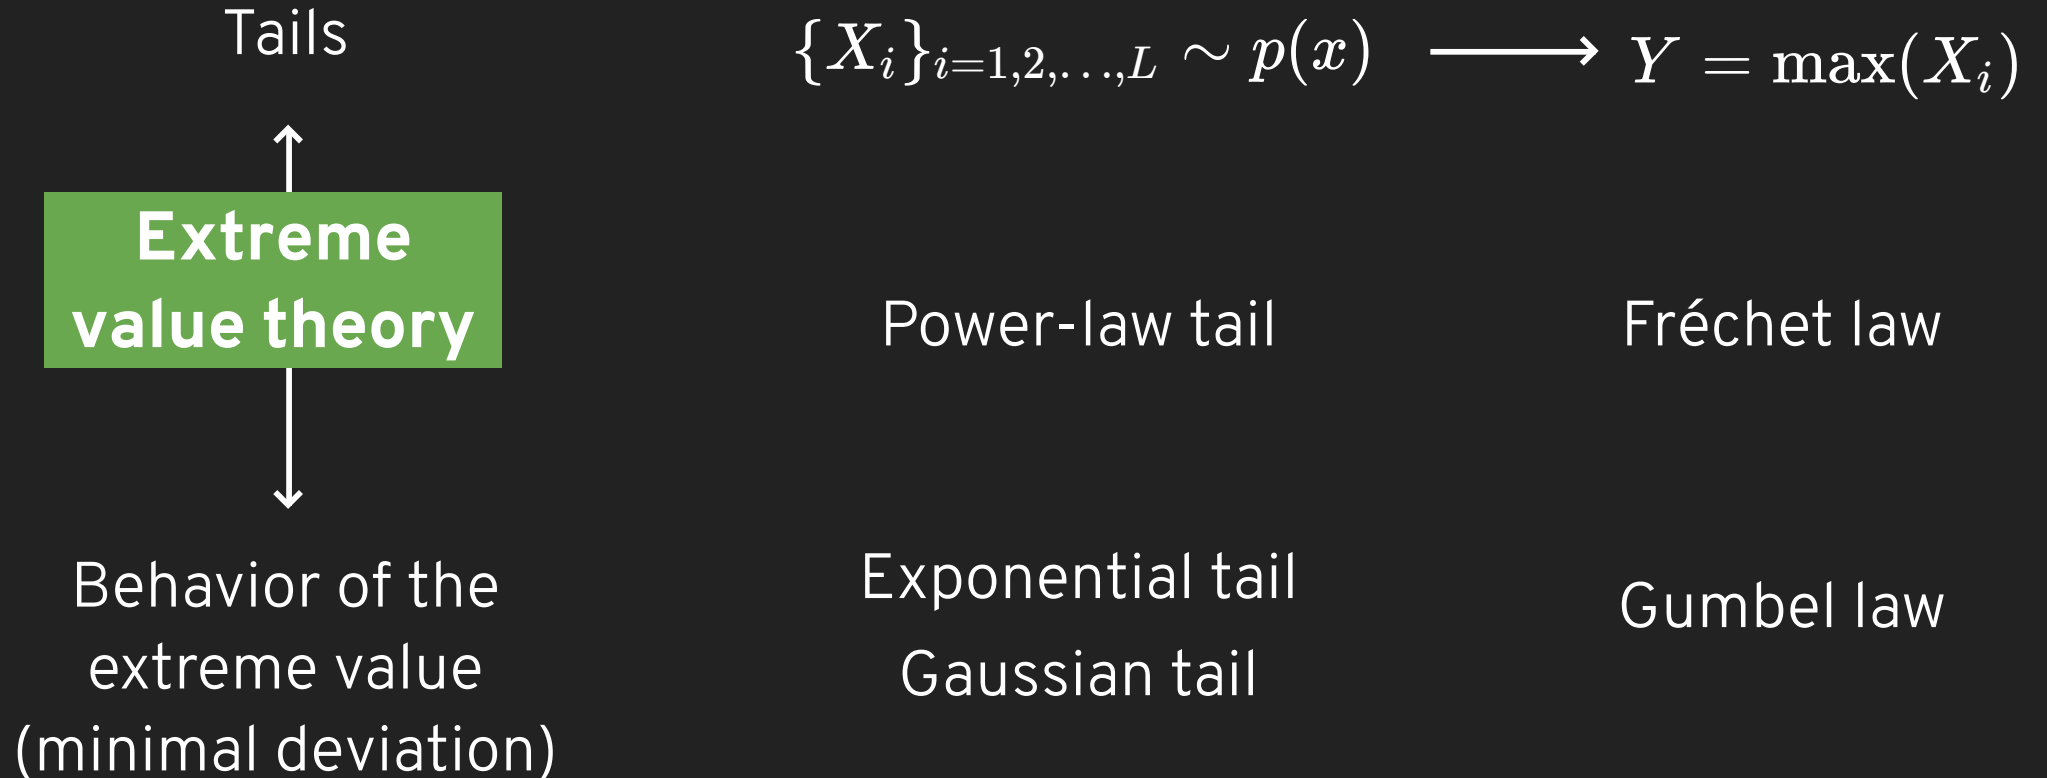 Tails
{X_i}_{i=1,2,...,L} ∼ p(x) ⟶ Y = max(X_i)
Extreme
value theory
Power-law tail
Fréchet law
Behavior of the
extreme value
(minimal deviation)
Exponential tail
Gaussian tail
Gumbel law